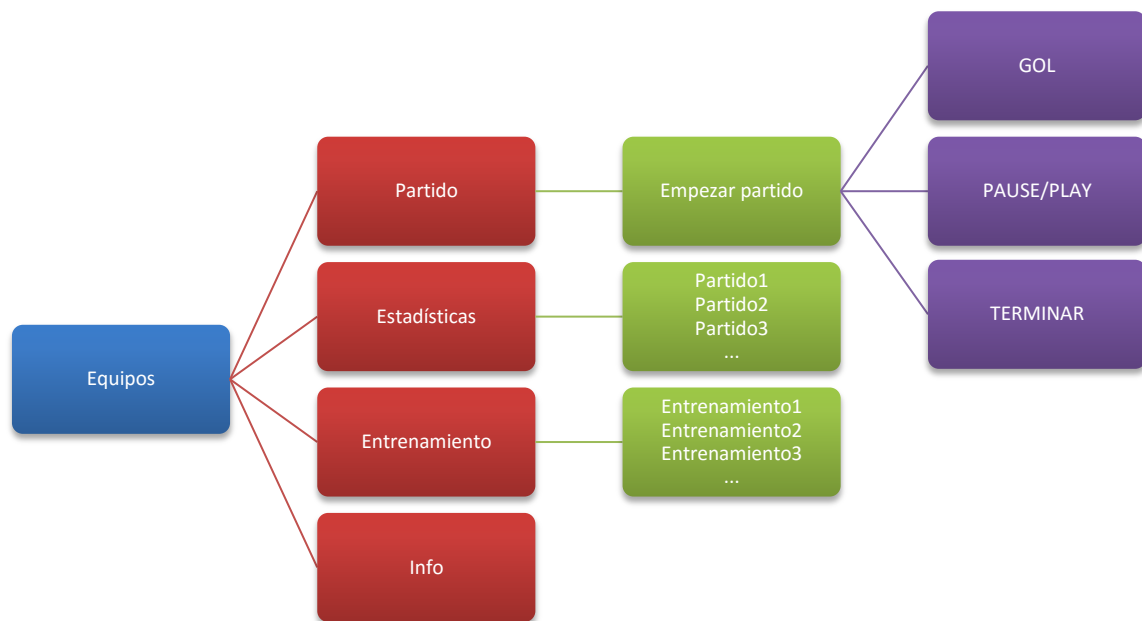 Equipos
Partido
Estadísticas
Entrenamiento
Info
Empezar partido
Partido1
Partido2
Partido3
...
Entrenamiento1
Entrenamiento2
Entrenamiento3
...
GOL
PAUSE/PLAY
TERMINAR